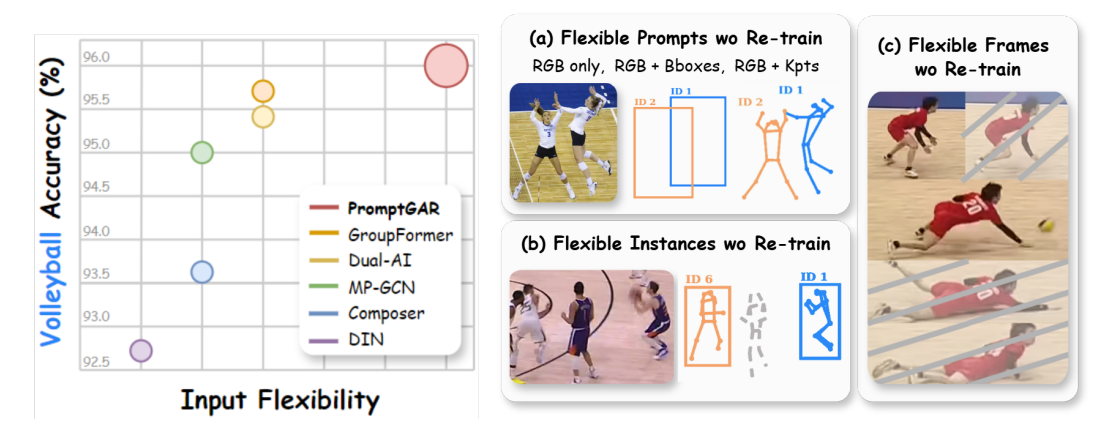 Volleyball Accuracy (%)
96.0
95.5
95.0
94.5
94.0
93.5
93.0
92.5
PromptGAR
GroupFormer
Dual-AI
MP-GCN
Composer
DIN
Input Flexibility
(a) Flexible Prompts wo Re-train
RGB only, RGB + Bboxes, RGB + Kpts
3
ID 2
ID 1
ID 2
ID 1
(b) Flexible Instances wo Re-train
ID 6
ID 1
(c) Flexible Frames
wo Re-train
20